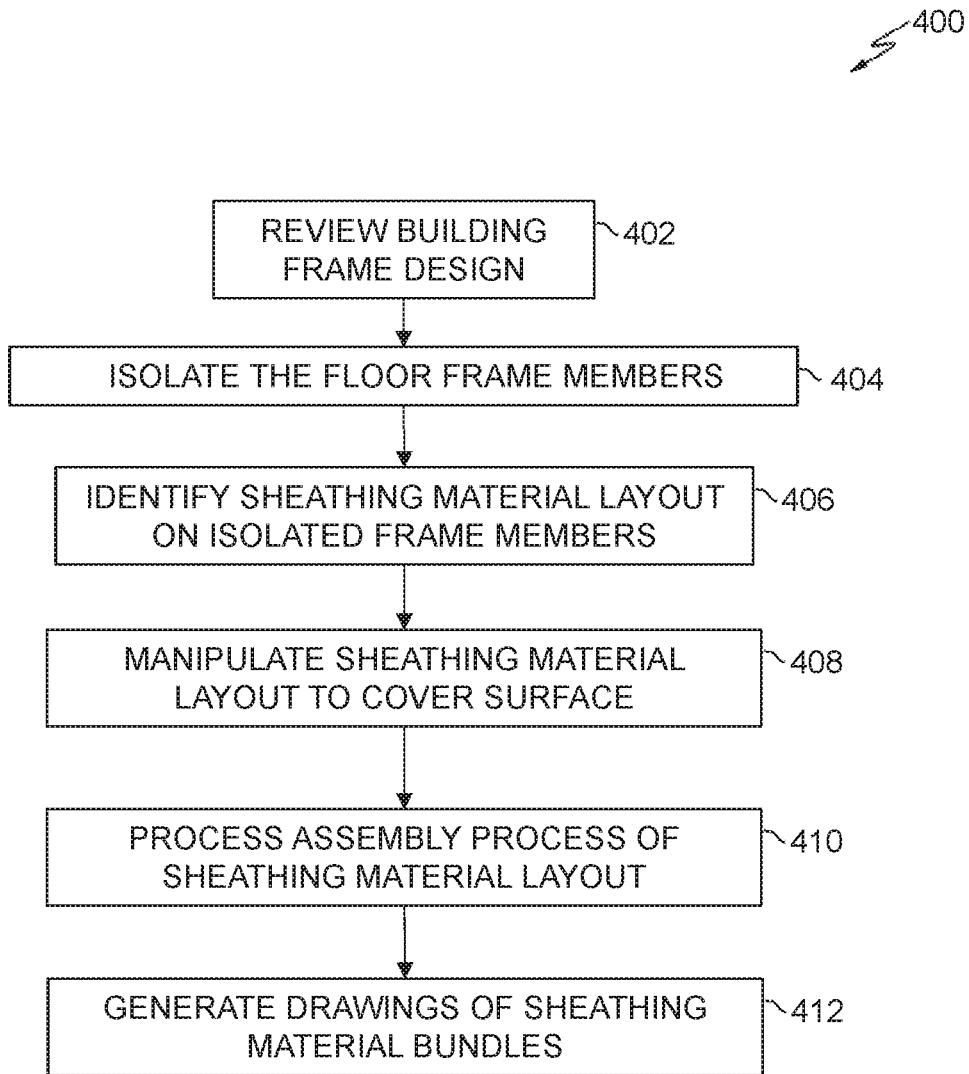 400
REVIEW BUILDING
FRAME DESIGN
402
ISOLATE THE FLOOR FRAME MEMBERS
404
IDENTIFY SHEATHING MATERIAL LAYOUT
ON ISOLATED FRAME MEMBERS
406
MANIPULATE SHEATHING MATERIAL
LAYOUT TO COVER SURFACE
408
PROCESS ASSEMBLY PROCESS OF
SHEATHING MATERIAL LAYOUT
410
GENERATE DRAWINGS OF SHEATHING
MATERIAL BUNDLES
412